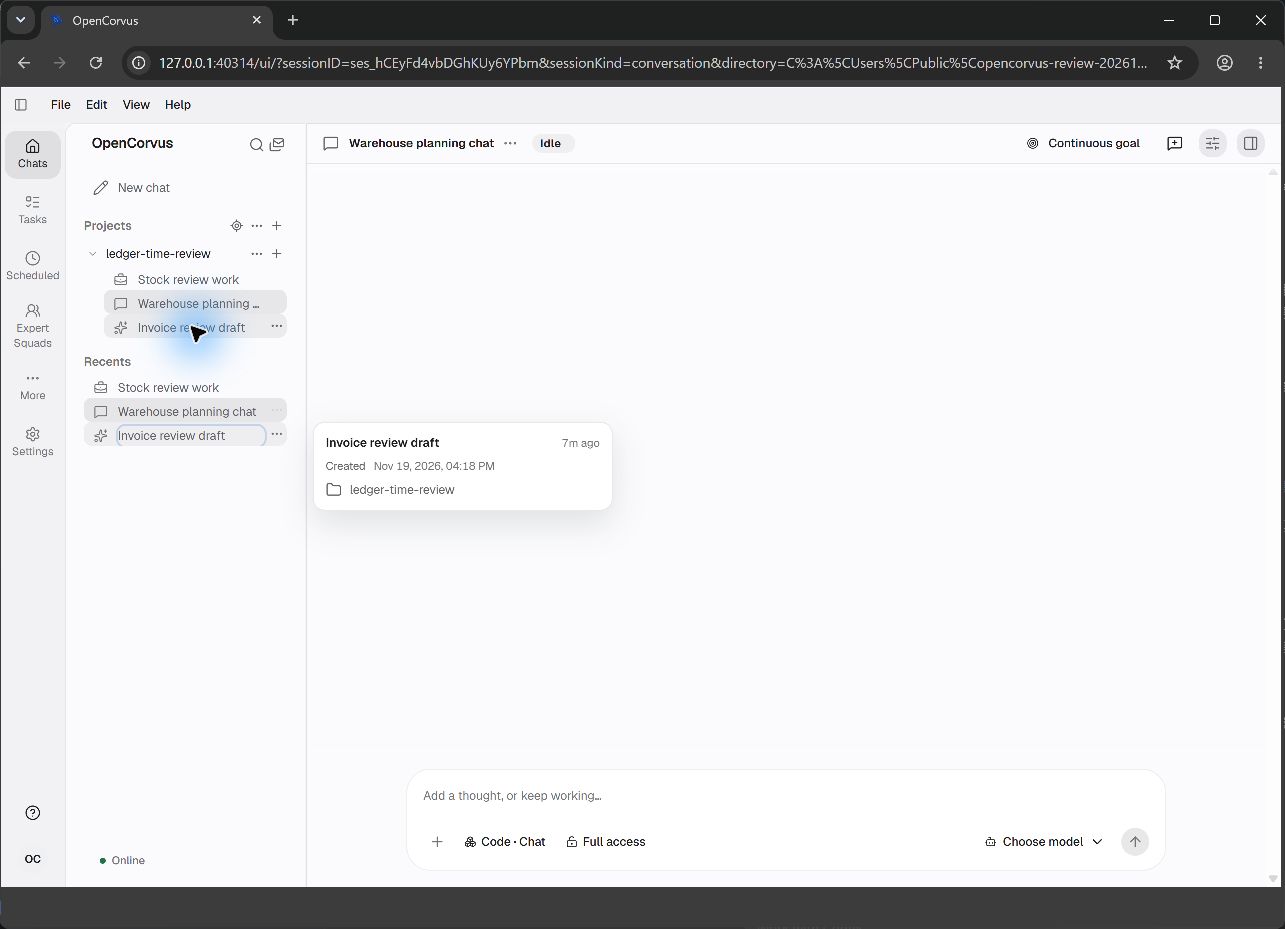 OpenCorvus
127.0.0.1:40314/ui/?sessionID=ses_hCEyFd4vbDGhKUy6YPbm&sessionKind=conversation&directory=C%3A%5CUsers%5CPublic%5Copencorvus-review-20261...
File Edit View Help
Chats
Tasks
Scheduled
Expert
Squads
More
Settings
OC
OpenCorvus
New chat
Projects
ledger-time-review
Stock review work
Warehouse planning ...
Invoice review draft
Recents
Stock review work
Warehouse planning chat
Invoice review draft
Online
Warehouse planning chat ... Idle
Continuous goal
Invoice review draft 7m ago
Created Nov 19, 2026, 04:18 PM
ledger-time-review
Add a thought, or keep working...
Code · Chat Full access Choose model